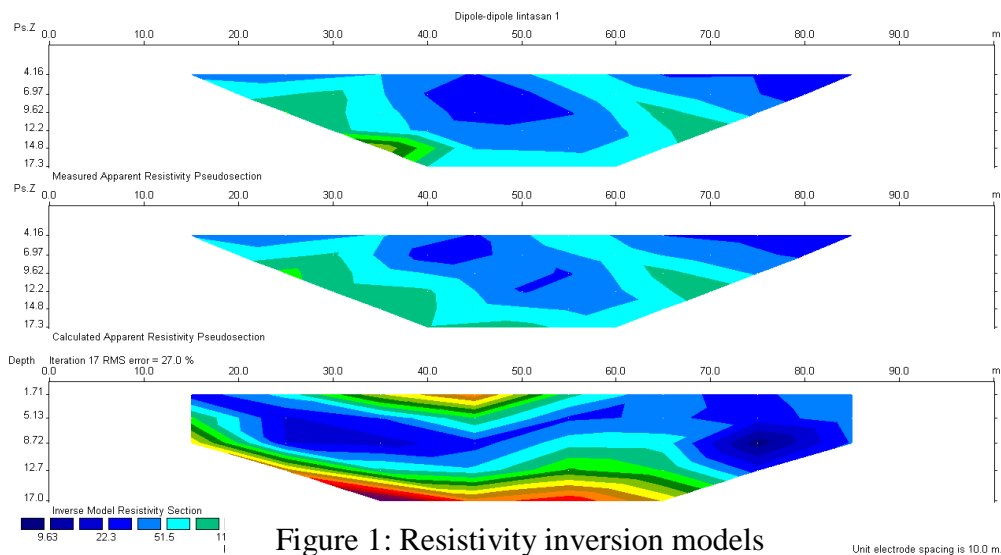 Dipole-dipole lintasan 1
Ps.Z
0.0 10.0 20.0 30.0 40.0 50.0 60.0 70.0 80.0 90.0 m
4.16
6.97
9.62
12.2
14.8
17.3
Measured Apparent Resistivity Pseudosection
Ps.Z
0.0 10.0 20.0 30.0 40.0 50.0 60.0 70.0 80.0 90.0 m
4.16
6.97
9.62
12.2
14.8
17.3
Calculated Apparent Resistivity Pseudosection
Depth Iteration 17 RMS error = 27.0 %
0.0 10.0 20.0 30.0 40.0 50.0 60.0 70.0 80.0 90.0 m
1.71
5.13
8.72
12.7
17.0
Inverse Model Resistivity Section
9.63 22.3 51.5 11
Figure 1: Resistivity inversion models
Unit electrode spacing is 10.0 m.